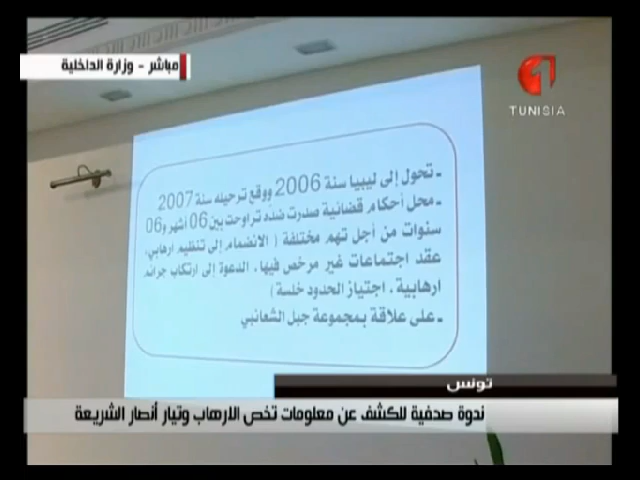 مباشر - وزارة الداخلية
1
TUNISIA
- تحول إلى ليبيا سنة 2006 ووقع ترحيله سنة 2007
- محل أحكام قضائية صدرت ضده تراوحت بين 06 أشهر و06
سنوات من أجل تهم مختلفة ( الانضمام إلى تنظيم ارهابي،
عقد اجتماعات غير مرخص فيها، الدعوة إلى ارتكاب جرائم
ارهابية، اجتياز الحدود خلسة )
- على علاقة بمجموعة جبل الشعانبي
تونس
ندوة صحفية للكشف عن معلومات تخص الارهاب وتيار أنصار الشريعة